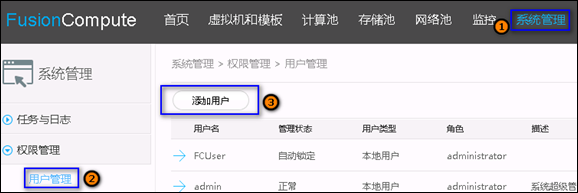 FusionCompute 首页 虚拟机和模板 计算池 存储池 网络池 监控 1 系统管理
系统管理
系统管理 > 权限管理 > 用户管理
添加用户 3
任务与日志
用户名 管理状态 用户类型 角色 描述
权限管理
FCUser 自动锁定 本地用户 administrator
用户管理 2
admin 正常 本地用户 administrator 系统超级管